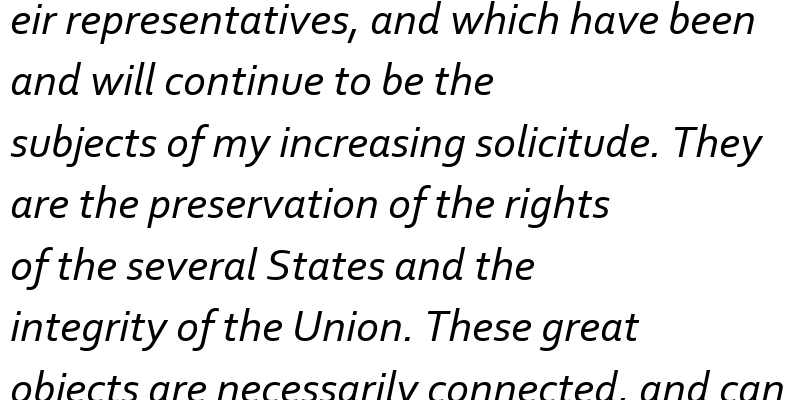 eir representatives, and which have been
and will continue to be the
subjects of my increasing solicitude. They
are the preservation of the rights
of the several States and the
integrity of the Union. These great
objects are necessarily connected, and can